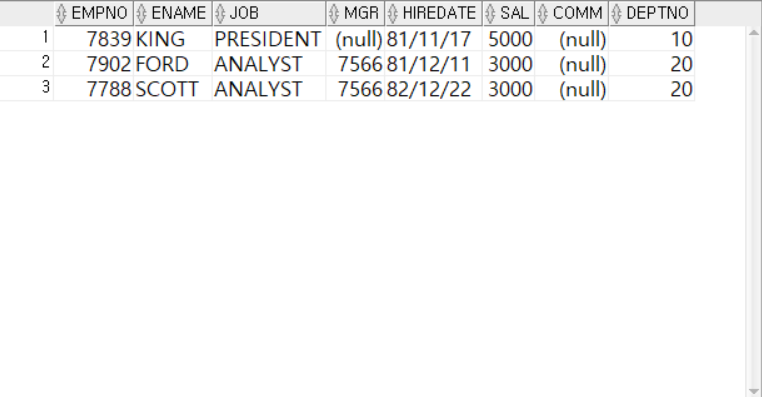 EMPNO ENAME JOB MGR HIREDATE SAL COMM DEPTNO
1 7839 KING PRESIDENT (null) 81/11/17 5000 (null) 10
2 7902 FORD ANALYST 7566 81/12/11 3000 (null) 20
3 7788 SCOTT ANALYST 7566 82/12/22 3000 (null) 20